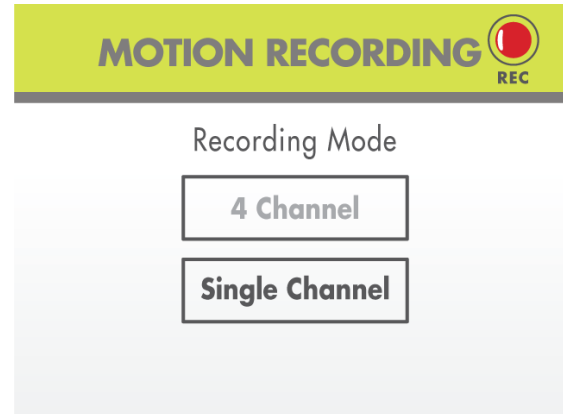 MOTION RECORDING
REC
Recording Mode
4 Channel
Single Channel